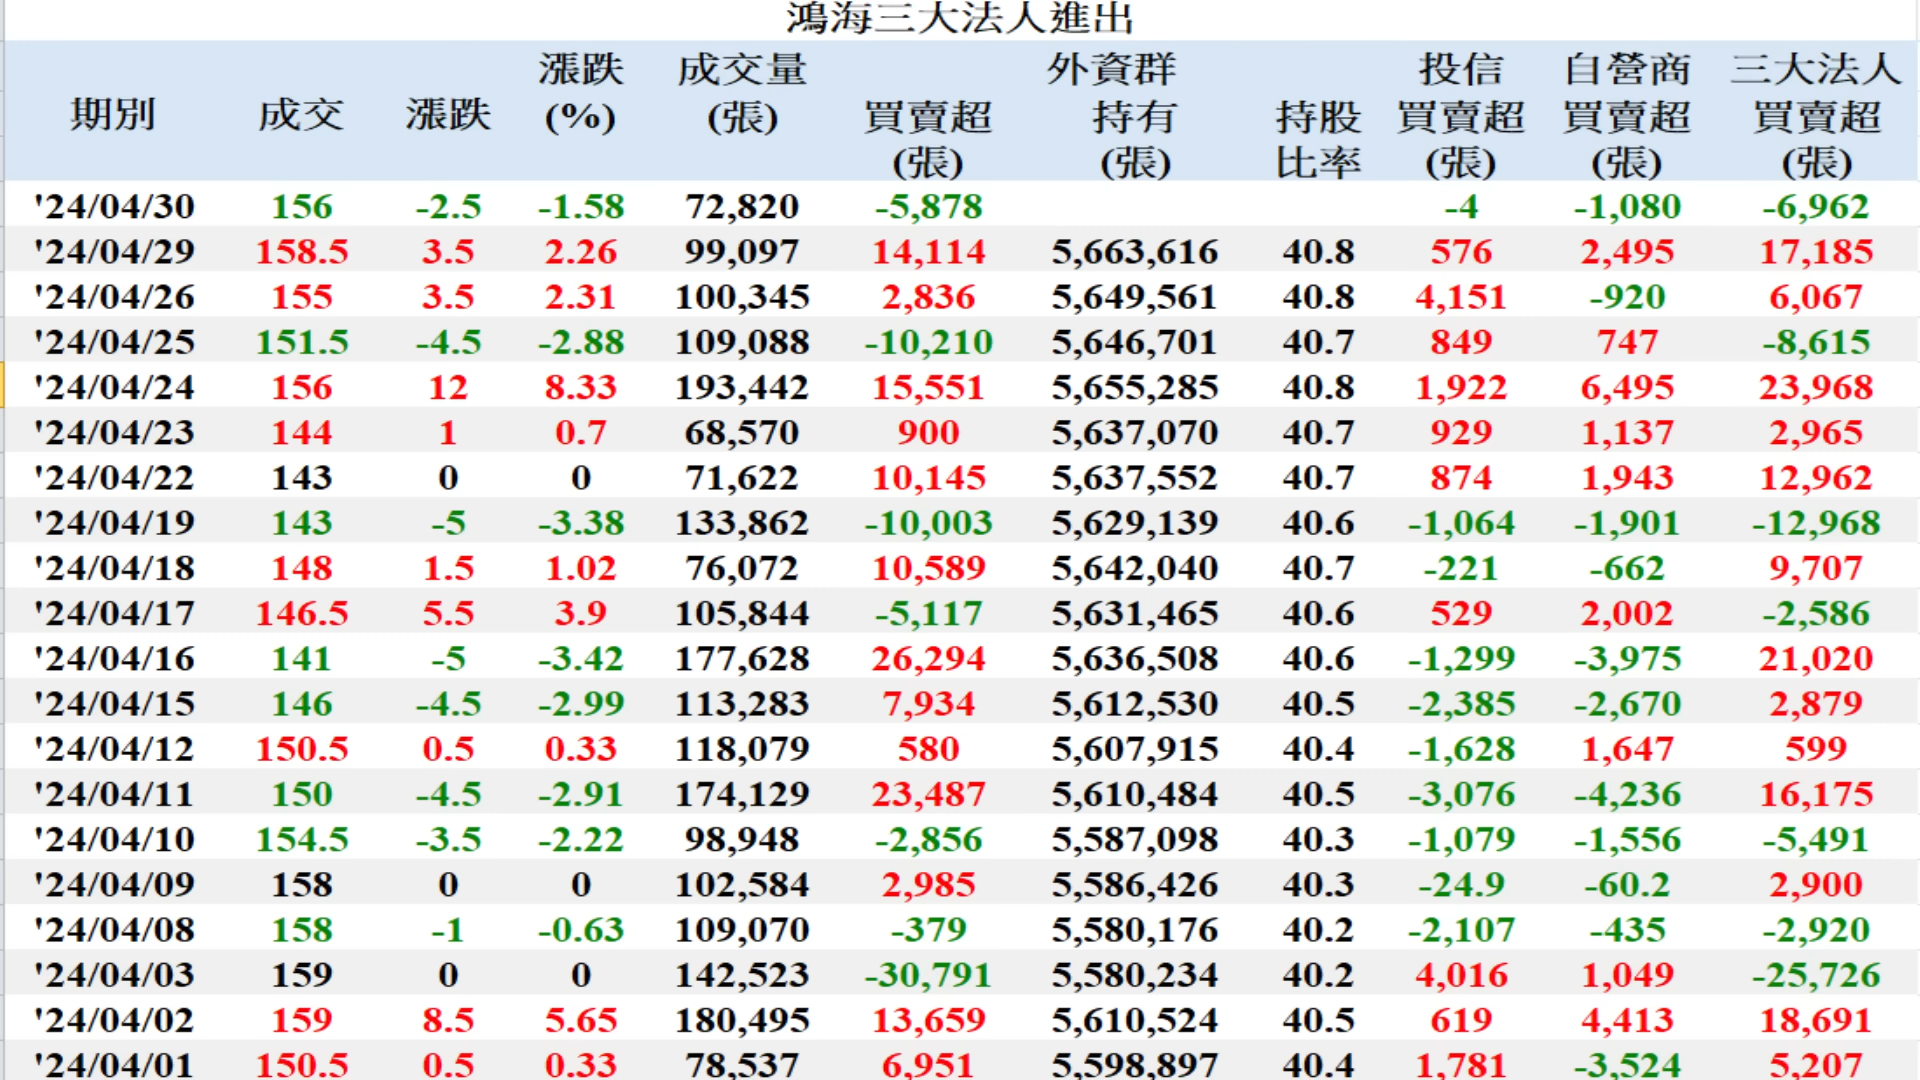 鴻海三大法人進出
漲跌 成交量 外資群 投信 自營商 三大法人
期別 成交 漲跌 (%) (張) 買賣超 持有 持股 買賣超 買賣超 買賣超
(張) (張) 比率 (張) (張) (張)
'24/04/30 156 -2.5 -1.58 72,820 -5,878 -4 -1,080 -6,962
'24/04/29 158.5 3.5 2.26 99,097 14,114 5,663,616 40.8 576 2,495 17,185
'24/04/26 155 3.5 2.31 100,345 2,836 5,649,561 40.8 4,151 -920 6,067
'24/04/25 151.5 -4.5 -2.88 109,088 -10,210 5,646,701 40.7 849 747 -8,615
'24/04/24 156 12 8.33 193,442 15,551 5,655,285 40.8 1,922 6,495 23,968
'24/04/23 144 1 0.7 68,570 900 5,637,070 40.7 929 1,137 2,965
'24/04/22 143 0 0 71,622 10,145 5,637,552 40.7 874 1,943 12,962
'24/04/19 143 -5 -3.38 133,862 -10,003 5,629,139 40.6 -1,064 -1,901 -12,968
'24/04/18 148 1.5 1.02 76,072 10,589 5,642,040 40.7 -221 -662 9,707
'24/04/17 146.5 5.5 3.9 105,844 -5,117 5,631,465 40.6 529 2,002 -2,586
'24/04/16 141 -5 -3.42 177,628 26,294 5,636,508 40.6 -1,299 -3,975 21,020
'24/04/15 146 -4.5 -2.99 113,283 7,934 5,612,530 40.5 -2,385 -2,670 2,879
'24/04/12 150.5 0.5 0.33 118,079 580 5,607,915 40.4 -1,628 1,647 599
'24/04/11 150 -4.5 -2.91 174,129 23,487 5,610,484 40.5 -3,076 -4,236 16,175
'24/04/10 154.5 -3.5 -2.22 98,948 -2,856 5,587,098 40.3 -1,079 -1,556 -5,491
'24/04/09 158 0 0 102,584 2,985 5,586,426 40.3 -24.9 -60.2 2,900
'24/04/08 158 -1 -0.63 109,070 -379 5,580,176 40.2 -2,107 -435 -2,920
'24/04/03 159 0 0 142,523 -30,791 5,580,234 40.2 4,016 1,049 -25,726
'24/04/02 159 8.5 5.65 180,495 13,659 5,610,524 40.5 619 4,413 18,691
'24/04/01 150.5 0.5 0.33 78,537 6,951 5,598,897 40.4 1,781 -3,524 5,207